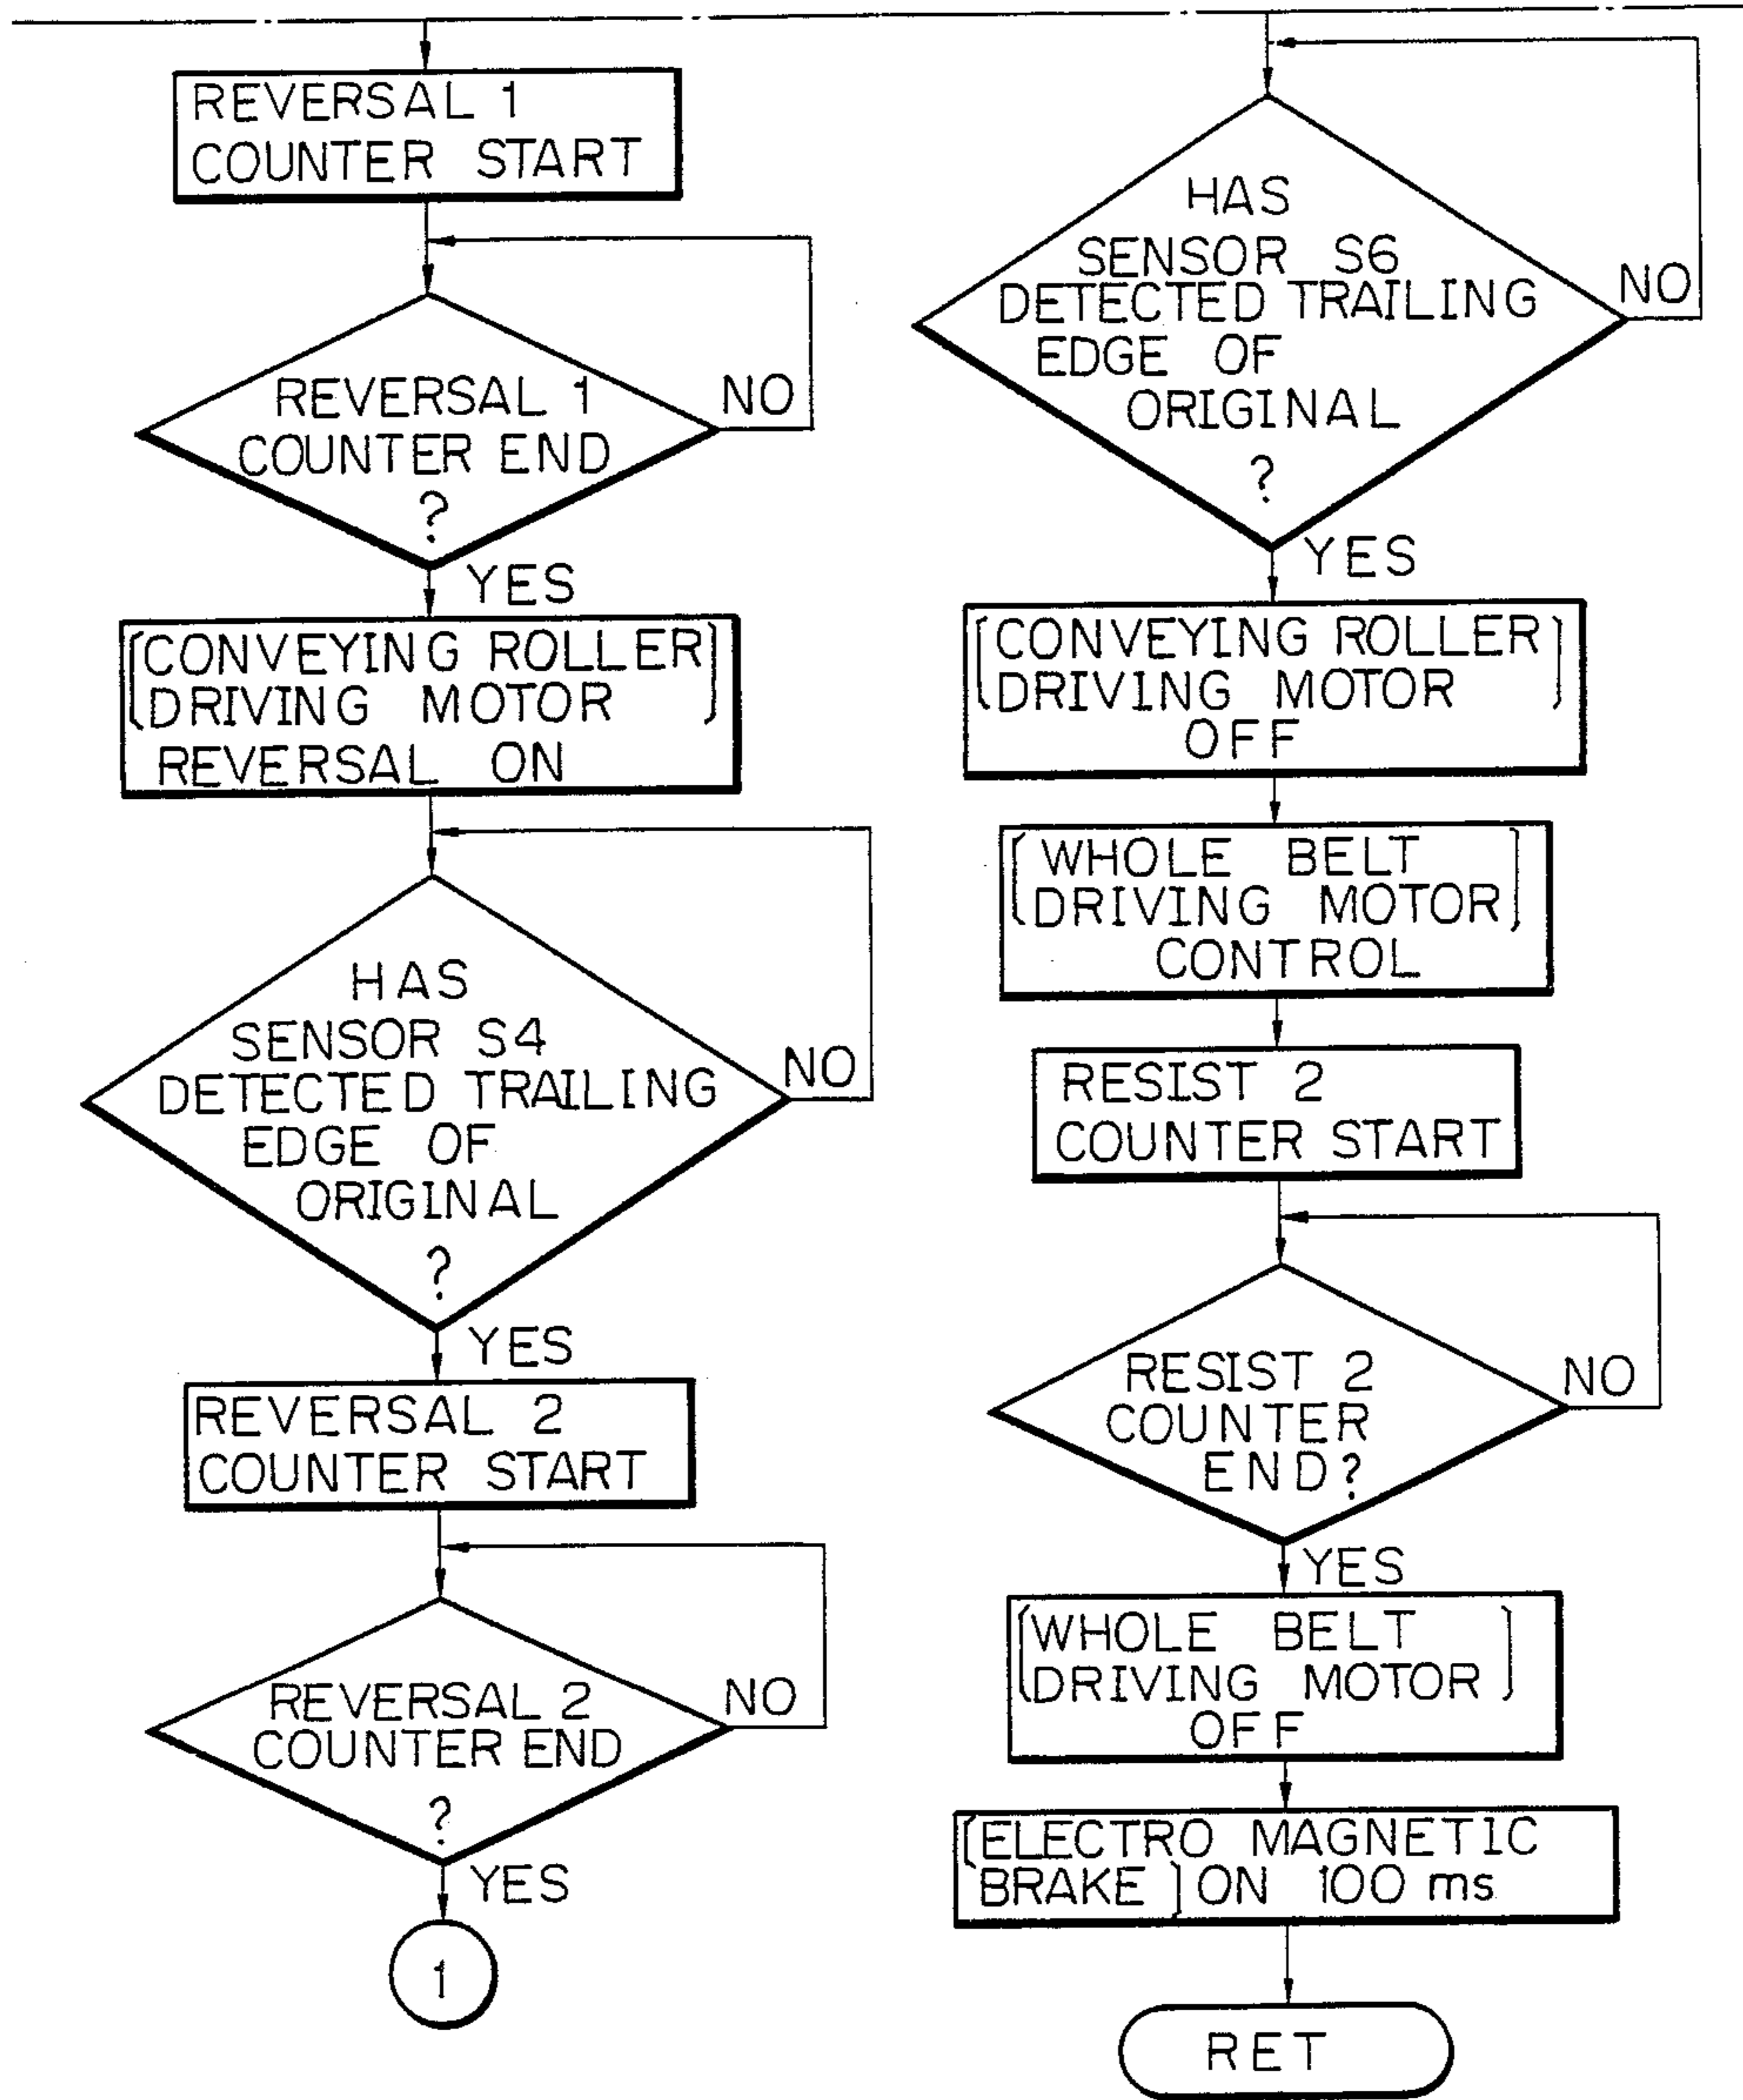 REVERSAL 1
COUNTER START
REVERSAL 1
COUNTER END
?
NO
YES
[CONVEYING ROLLER
DRIVING MOTOR]
REVERSAL ON
HAS
SENSOR S4
DETECTED TRAILING
EDGE OF
ORIGINAL
?
NO
YES
REVERSAL 2
COUNTER START
REVERSAL 2
COUNTER END
?
NO
YES
1
HAS
SENSOR S6
DETECTED TRAILING
EDGE OF
ORIGINAL
?
NO
YES
[CONVEYING ROLLER
DRIVING MOTOR]
OFF
[WHOLE BELT
DRIVING MOTOR]
CONTROL
RESIST 2
COUNTER START
RESIST 2
COUNTER
END?
NO
YES
[WHOLE BELT
DRIVING MOTOR]
OFF
[ELECTRO MAGNETIC
BRAKE] ON 100 ms
RET